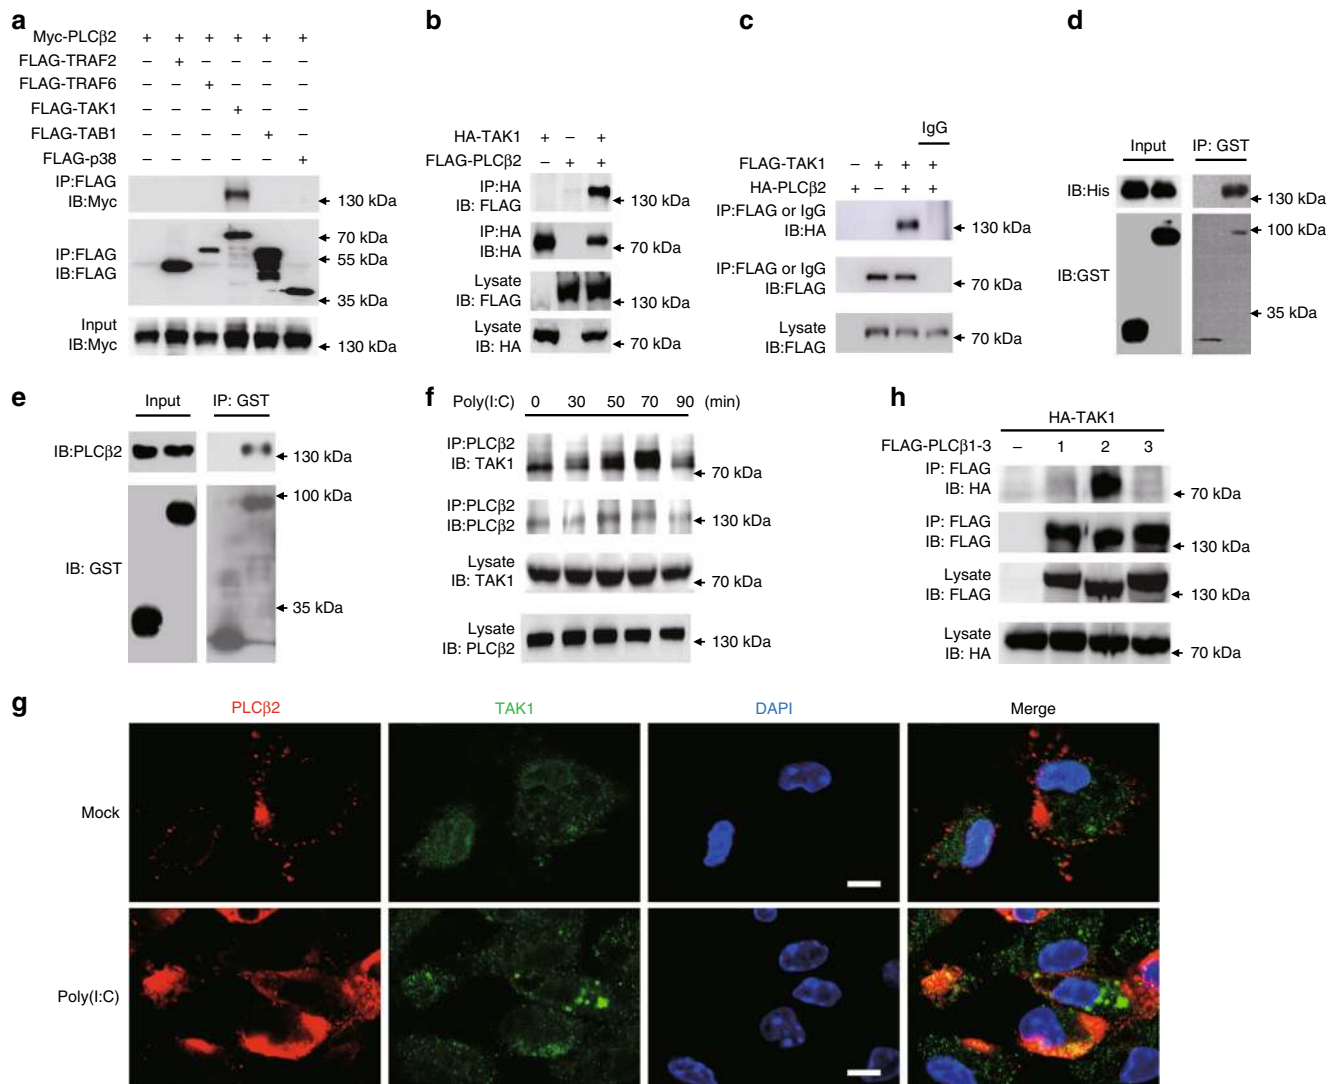 a
Myc-PLCβ2 + + + + + +
FLAG-TRAF2 – + – – – –
FLAG-TRAF6 – – + – – –
FLAG-TAK1 – – – + – –
FLAG-TAB1 – – – – + –
FLAG-p38 – – – – – +
IP:FLAG
IB:Myc
130 kDa
IP:FLAG
IB:FLAG
70 kDa
55 kDa
35 kDa
Input
IB:Myc
130 kDa
b
HA-TAK1 + – +
FLAG-PLCβ2 – + +
IP:HA
IB: FLAG
130 kDa
IP:HA
IB:HA
70 kDa
Lysate
IB: FLAG
130 kDa
Lysate
IB: HA
70 kDa
c
IgG
FLAG-TAK1 – + + +
HA-PLCβ2 + – + +
IP:FLAG or IgG
IB:HA
130 kDa
IP:FLAG or IgG
IB:FLAG
70 kDa
Lysate
IB:FLAG
70 kDa
d
Input IP: GST
IB:His
130 kDa
IB:GST
100 kDa
35 kDa
e
Input IP: GST
IB:PLCβ2
130 kDa
IB: GST
100 kDa
35 kDa
f
Poly(I:C) 0 30 50 70 90 (min)
IP:PLCβ2
IB: TAK1
70 kDa
IP:PLCβ2
IB:PLCβ2
130 kDa
Lysate
IB: TAK1
70 kDa
Lysate
IB: PLCβ2
130 kDa
h
HA-TAK1
FLAG-PLCβ1-3 – 1 2 3
IP: FLAG
IB: HA
70 kDa
IP: FLAG
IB: FLAG
130 kDa
Lysate
IB: FLAG
130 kDa
Lysate
IB: HA
70 kDa
g
PLCβ2 TAK1 DAPI Merge
Mock
Poly(I:C)